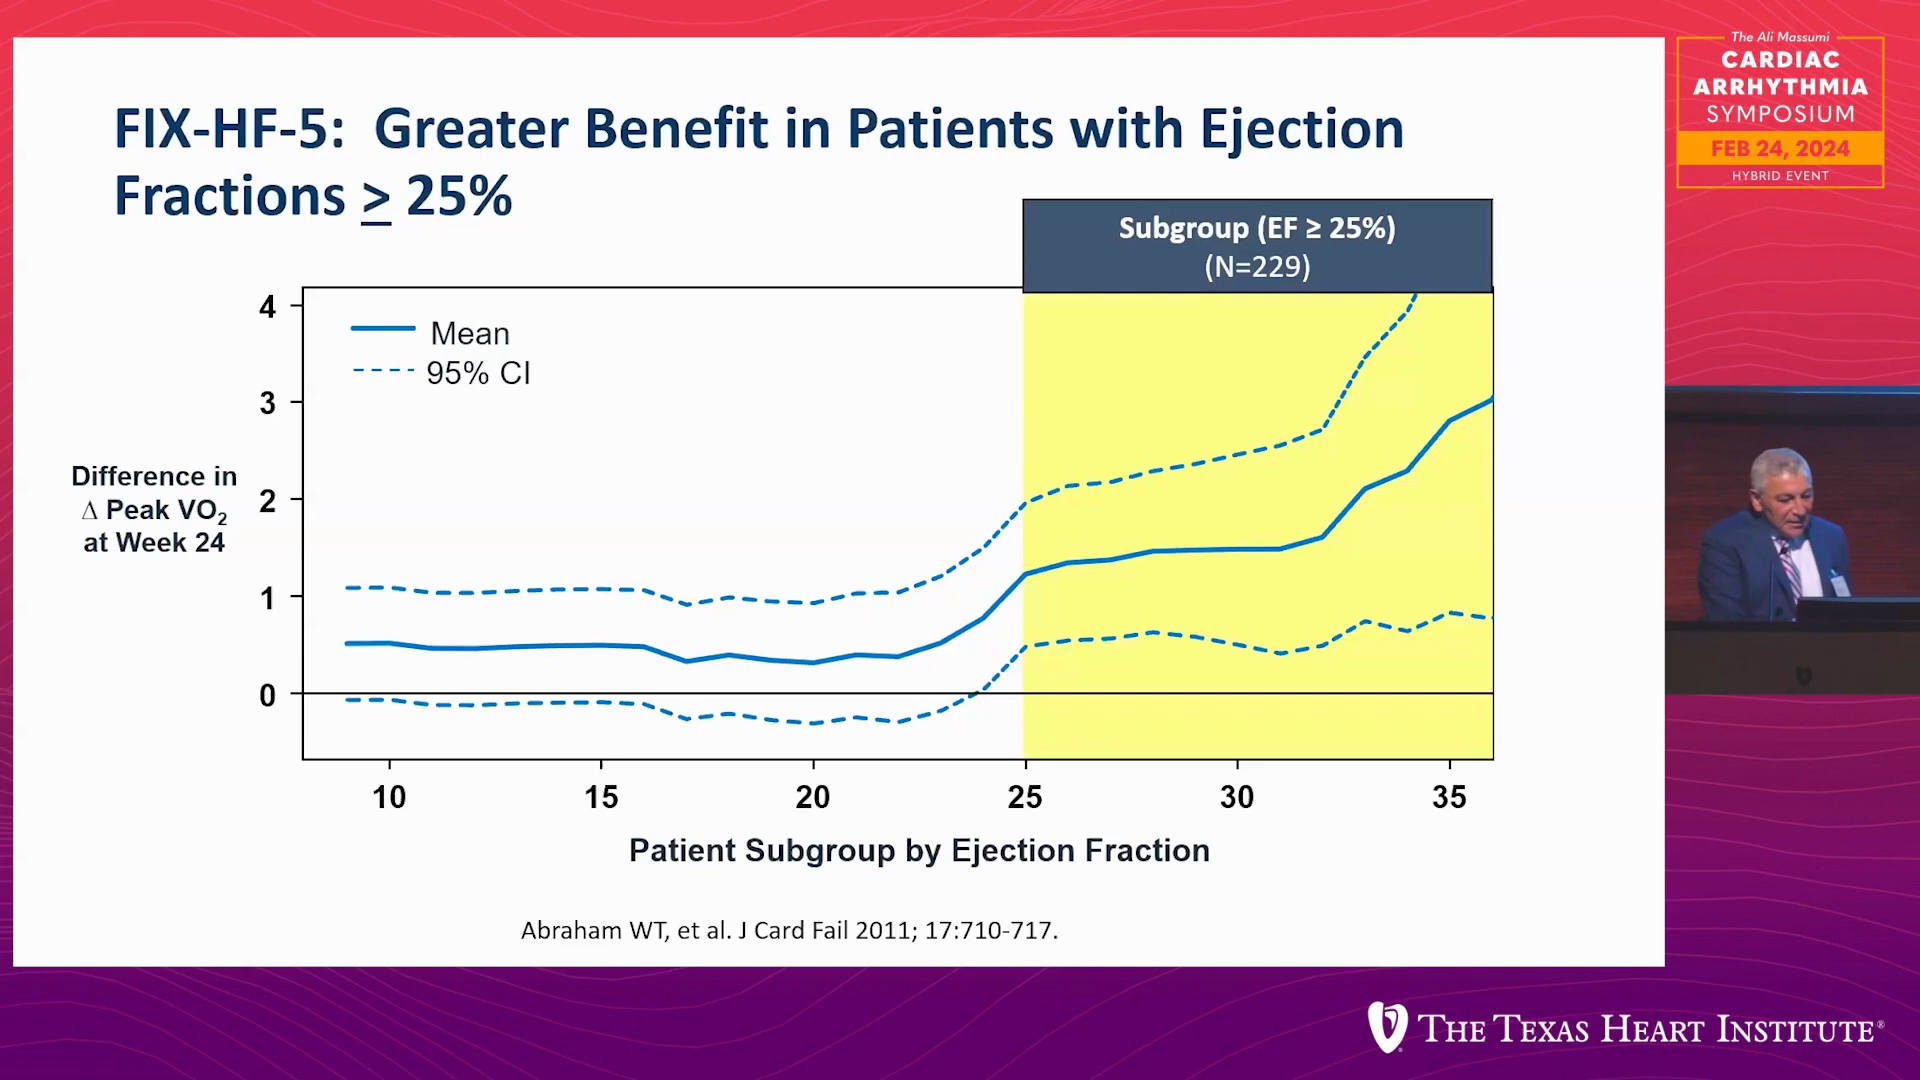 FIX-HF-5: Greater Benefit in Patients with Ejection
Fractions ≥ 25%
Subgroup (EF ≥ 25%)
(N=229)
Mean
95% CI
4
3
2
1
0
Difference in
Δ Peak VO₂
at Week 24
10 15 20 25 30 35
Patient Subgroup by Ejection Fraction
Abraham WT, et al. J Card Fail 2011; 17:710-717.
The Ali Massumi
CARDIAC
ARRHYTHMIA
SYMPOSIUM
FEB 24, 2024
HYBRID EVENT
THE TEXAS HEART INSTITUTE®